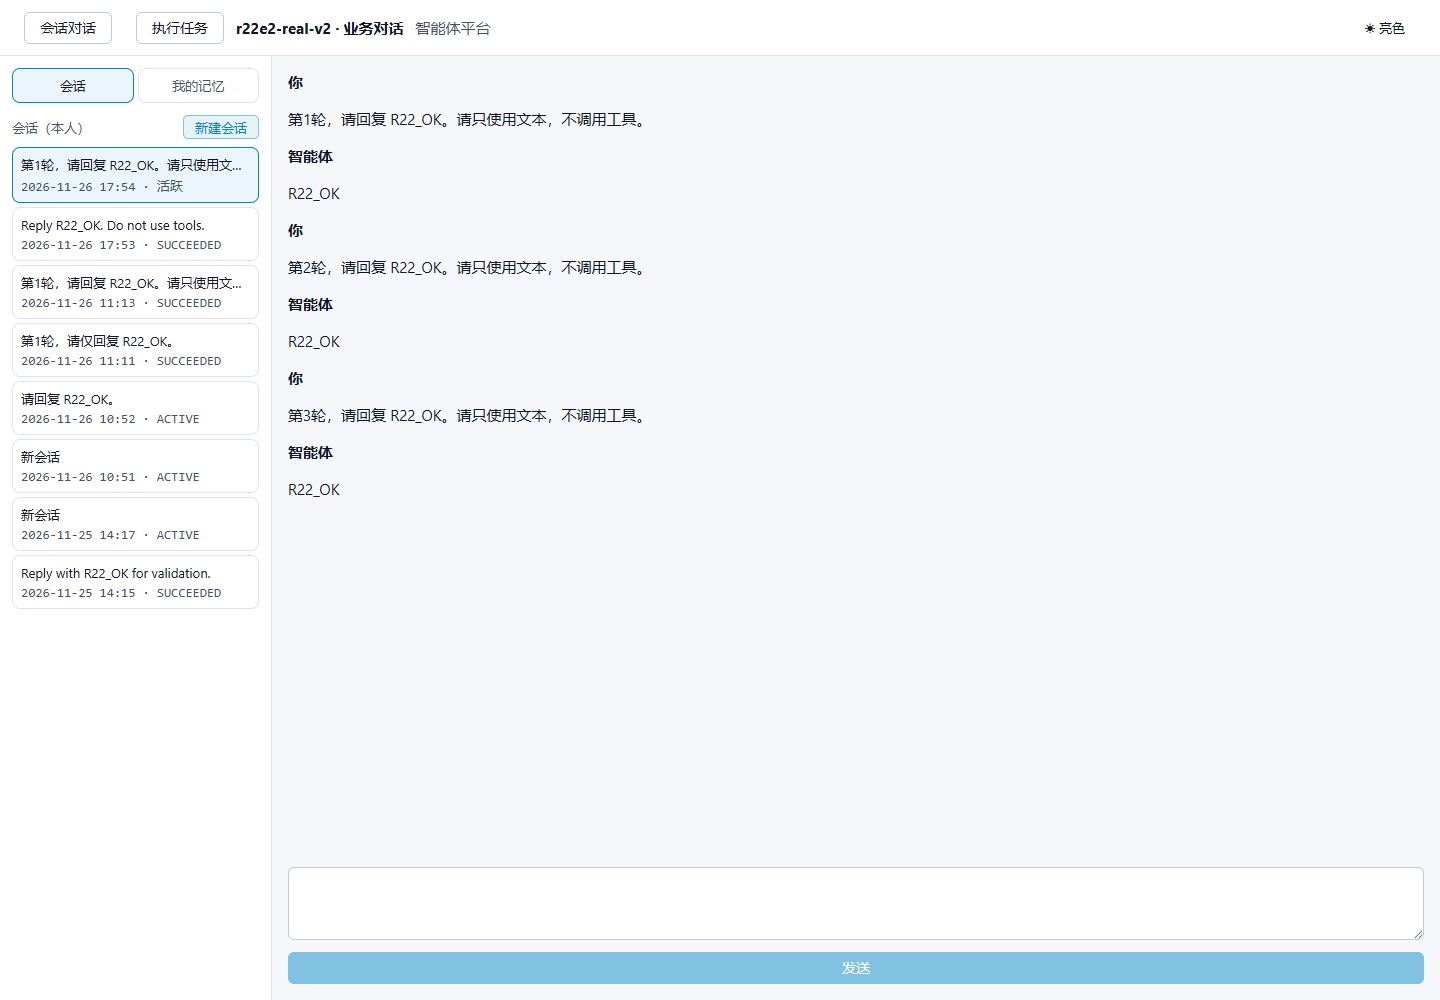 会话对话
执行任务
r22e2-real-v2 · 业务对话 智能体平台
☀ 亮色
会话
我的记忆
会话（本人）
新建会话
第1轮，请回复 R22_OK。请只使用文...
2026-11-26 17:54 · 活跃
Reply R22_OK. Do not use tools.
2026-11-26 17:53 · SUCCEEDED
第1轮，请回复 R22_OK。请只使用文...
2026-11-26 11:13 · SUCCEEDED
第1轮，请仅回复 R22_OK。
2026-11-26 11:11 · SUCCEEDED
请回复 R22_OK。
2026-11-26 10:52 · ACTIVE
新会话
2026-11-26 10:51 · ACTIVE
新会话
2026-11-25 14:17 · ACTIVE
Reply with R22_OK for validation.
2026-11-25 14:15 · SUCCEEDED
你
第1轮，请回复 R22_OK。请只使用文本，不调用工具。
智能体
R22_OK
你
第2轮，请回复 R22_OK。请只使用文本，不调用工具。
智能体
R22_OK
你
第3轮，请回复 R22_OK。请只使用文本，不调用工具。
智能体
R22_OK
发送